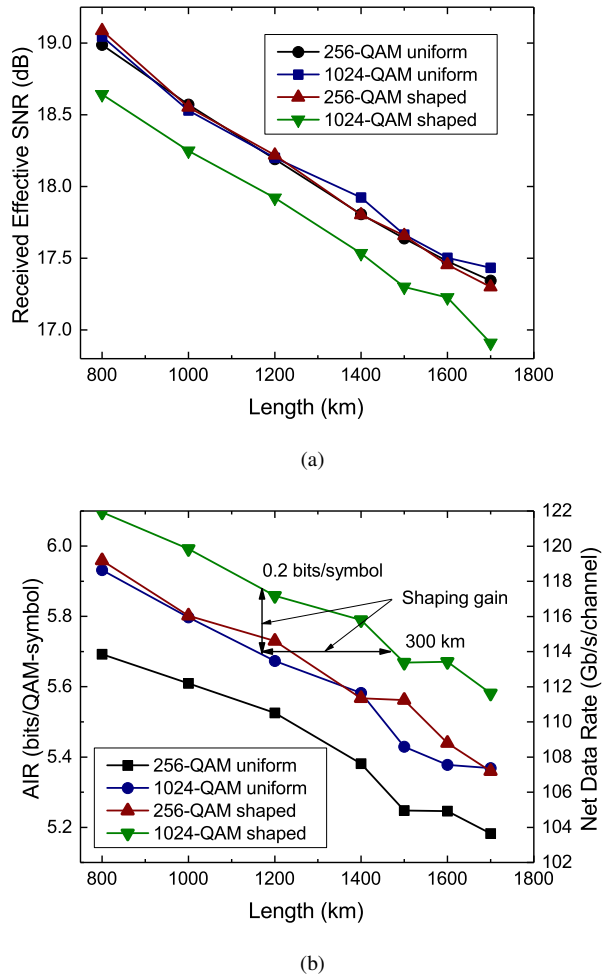 19.0
18.5
18.0
17.5
17.0
Received Effective SNR (dB)
256-QAM uniform
1024-QAM uniform
256-QAM shaped
1024-QAM shaped
800 1000 1200 1400 1600 1800
Length (km)
(a)
6.0
5.8
5.6
5.4
5.2
AIR (bits/QAM-symbol)
0.2 bits/symbol
Shaping gain
300 km
256-QAM uniform
1024-QAM uniform
256-QAM shaped
1024-QAM shaped
122
120
118
116
114
112
110
108
106
104
102
Net Data Rate (Gb/s/channel)
800 1000 1200 1400 1600 1800
Length (km)
(b)